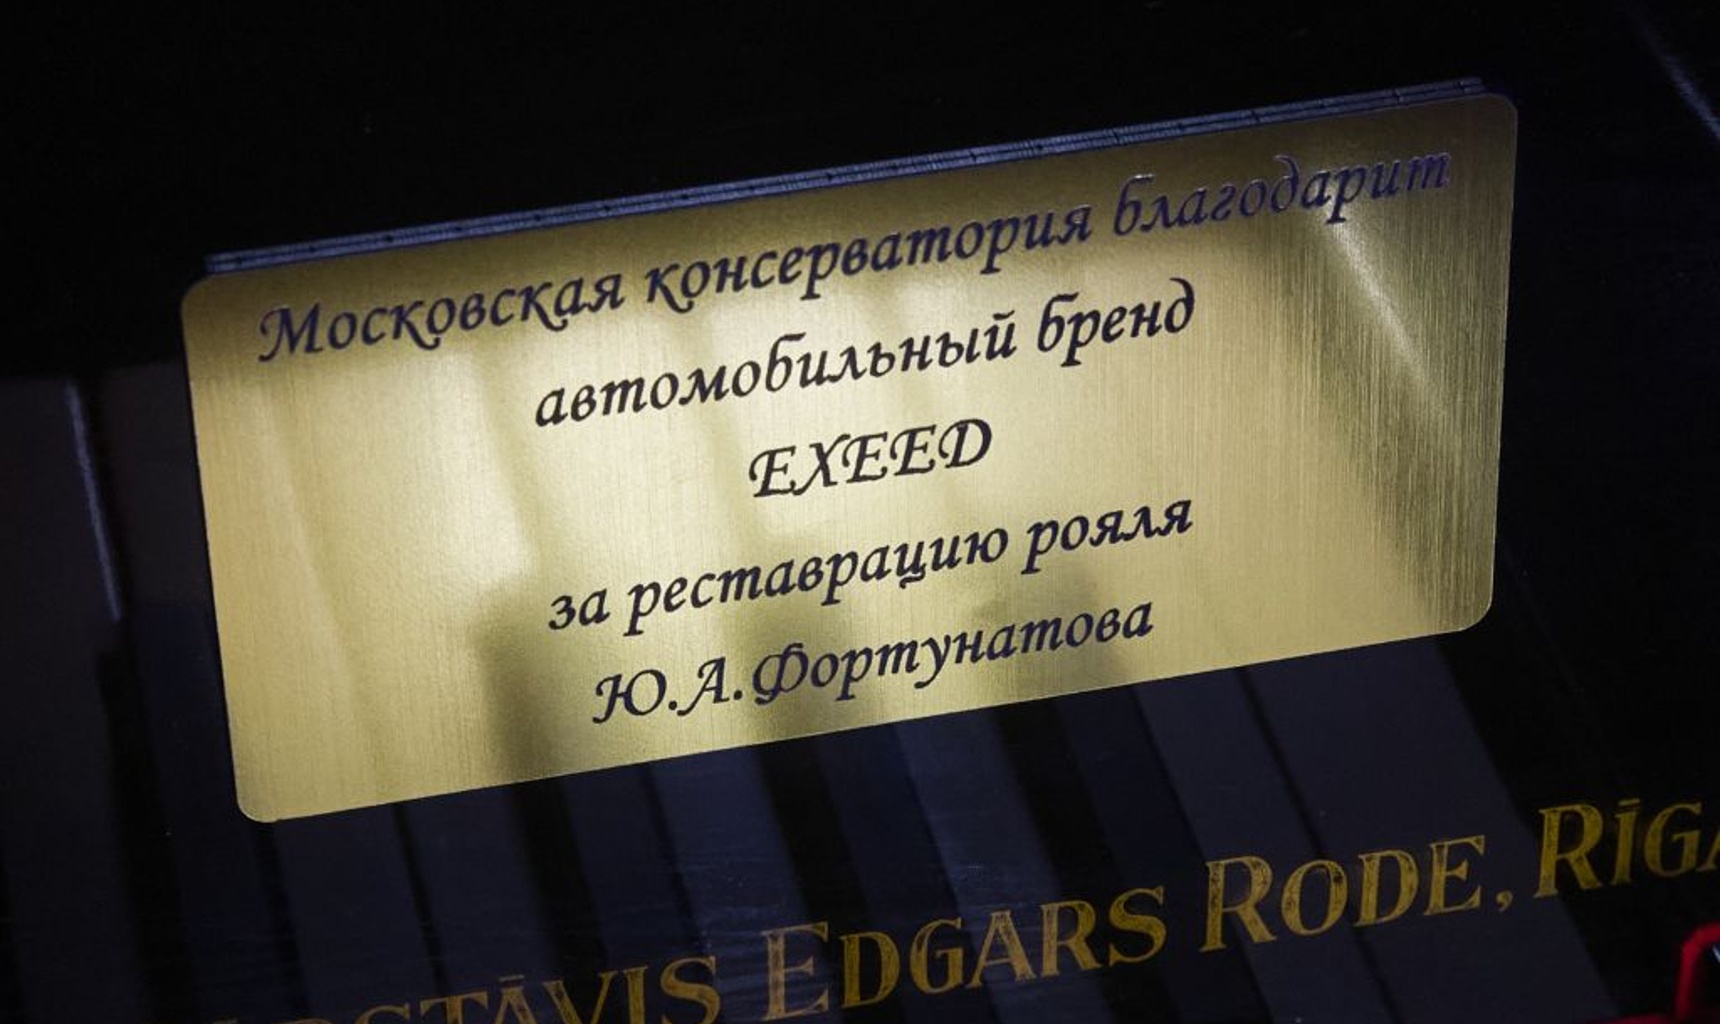 Московская консерватория благодарит
автомобильный бренд
EXEED
за реставрацию рояля
Ю.А.Фортунатова
EDGARS RODE, RĪGA